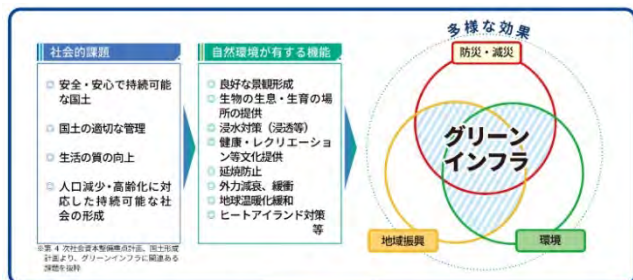 社会的課題
安全・安心で持続可能
な国土
国土の適切な管理
生活の質の向上
人口減少・高齢化に対
応した持続可能な社
会の形成
※第4次社会資本整備重点計画、国土形成
計画より、グリーンインフラに関連ある
課題を抜粋
自然環境が有する機能
良好な景観形成
生物の生息・生育の場
所の提供
浸水対策（浸透等）
健康・レクリエーショ
ン等文化提供
延焼防止
外力減衰、緩衝
地球温暖化緩和
ヒートアイランド対策
等
多様な効果
防災・減災
グリーン
インフラ
地域振興
環境